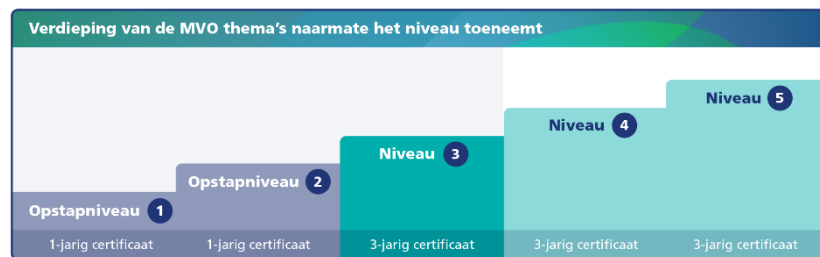 Verdieping van de MVO thema's naarmate het niveau toeneemt
Opstapniveau 1
Opstapniveau 2
Niveau 3
Niveau 4
Niveau 5
1-jarig certificaat
1-jarig certificaat
3-jarig certificaat
3-jarig certificaat
3-jarig certificaat